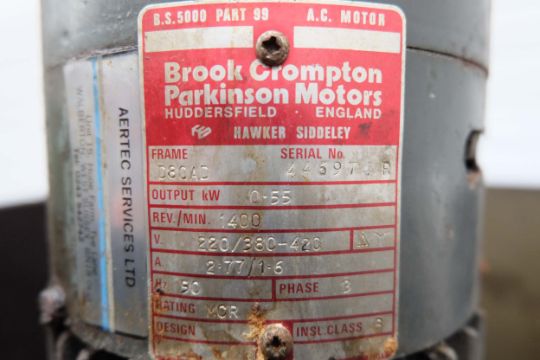 B.S.5000 PART 99 A.C. MOTOR
Brook Crompton
Parkinson Motors
HUDDERSFIELD · ENGLAND
HAWKER SIDDELEY
FRAME SERIAL No
D80AD
OUTPUT kW 0·55
REV./MIN. 1400
V. 220/380-420 Δ Y
A. 2·77/1·6
Hz 50 PHASE 3
RATING MCR
DESIGN INSL.CLASS
AERTEC SERVICES LTD